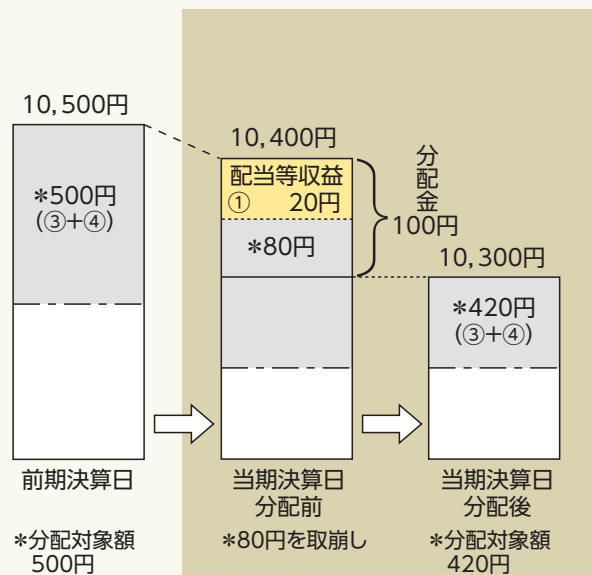 10,500円
*500円
(③+④)
前期決算日
*分配対象額
500円
10,400円
配当等収益
① 20円
*80円
分配金
100円
当期決算日
分配前
*80円を取崩し
10,300円
*420円
(③+④)
当期決算日
分配後
*分配対象額
420円